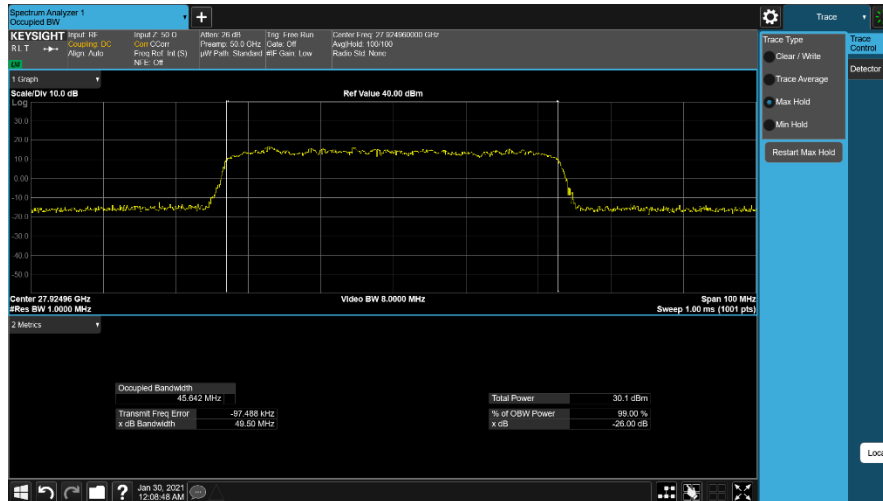 Spectrum Analyzer 1
Occupied BW
+
Trace
KEYSIGHT Input: RF Input Z: 50 Ω Atten: 26 dB Trig: Free Run Center Freq: 27.924960000 GHz
RLT Coupling: DC Corr CCorr Preamp: 50.0 GHz Gate: Off Avg|Hold: 100/100
Align: Auto Freq Ref: Int (S) µW Path: Standard #IF Gain: Low Radio Std: None
NFE: Off
1 Graph
Scale/Div 10.0 dB Ref Value 40.00 dBm
Log
30.0
20.0
10.0
0.00
-10.0
-20.0
-30.0
-40.0
-50.0
Center 27.92496 GHz Video BW 8.0000 MHz Span 100 MHz
#Res BW 1.0000 MHz Sweep 1.00 ms (1001 pts)
2 Metrics
Occupied Bandwidth
45.642 MHz Total Power 30.1 dBm
Transmit Freq Error -97.488 kHz % of OBW Power 99.00 %
x dB Bandwidth 49.50 MHz x dB -26.00 dB
Trace Type
Clear / Write
Trace Average
Max Hold
Min Hold
Restart Max Hold
Trace
Control
Detector
Loca
? Jan 30, 2021
12:08:48 AM